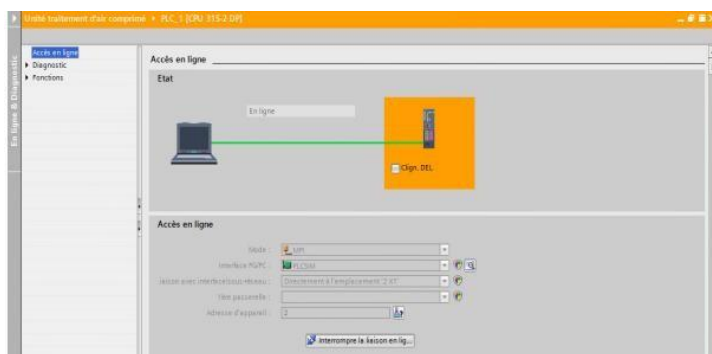 Unité traitement d'air comprimé ▸ PLC_1 [CPU 315-2 DP]
En ligne & Diagnostic
Accès en ligne
Diagnostic
Fonctions
Accès en ligne
Etat
En ligne
Clign. DEL
Accès en ligne
Mode :
MPI
Interface PG/PC :
PLCSIM
Liaison avec interface/sous-réseau :
Directement à l'emplacement '2 X1'
1ère passerelle :
Adresse d'appareil :
2
Interrompre la liaison en lig...